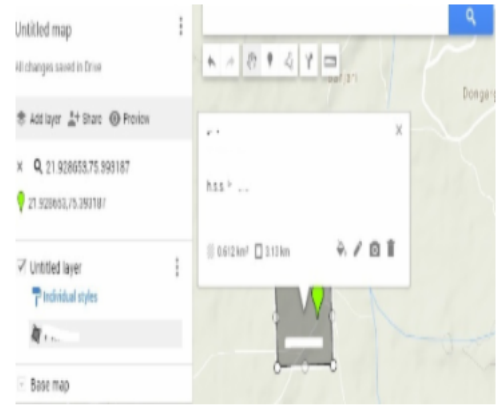 Untitled map
All changes saved in Drive
Add layer Share Preview
21.928653,75.393187
21.928653,75.393187
Untitled layer
Individual styles
Base map
h.s.s.
0.612 km² 3.13 km
Dongar